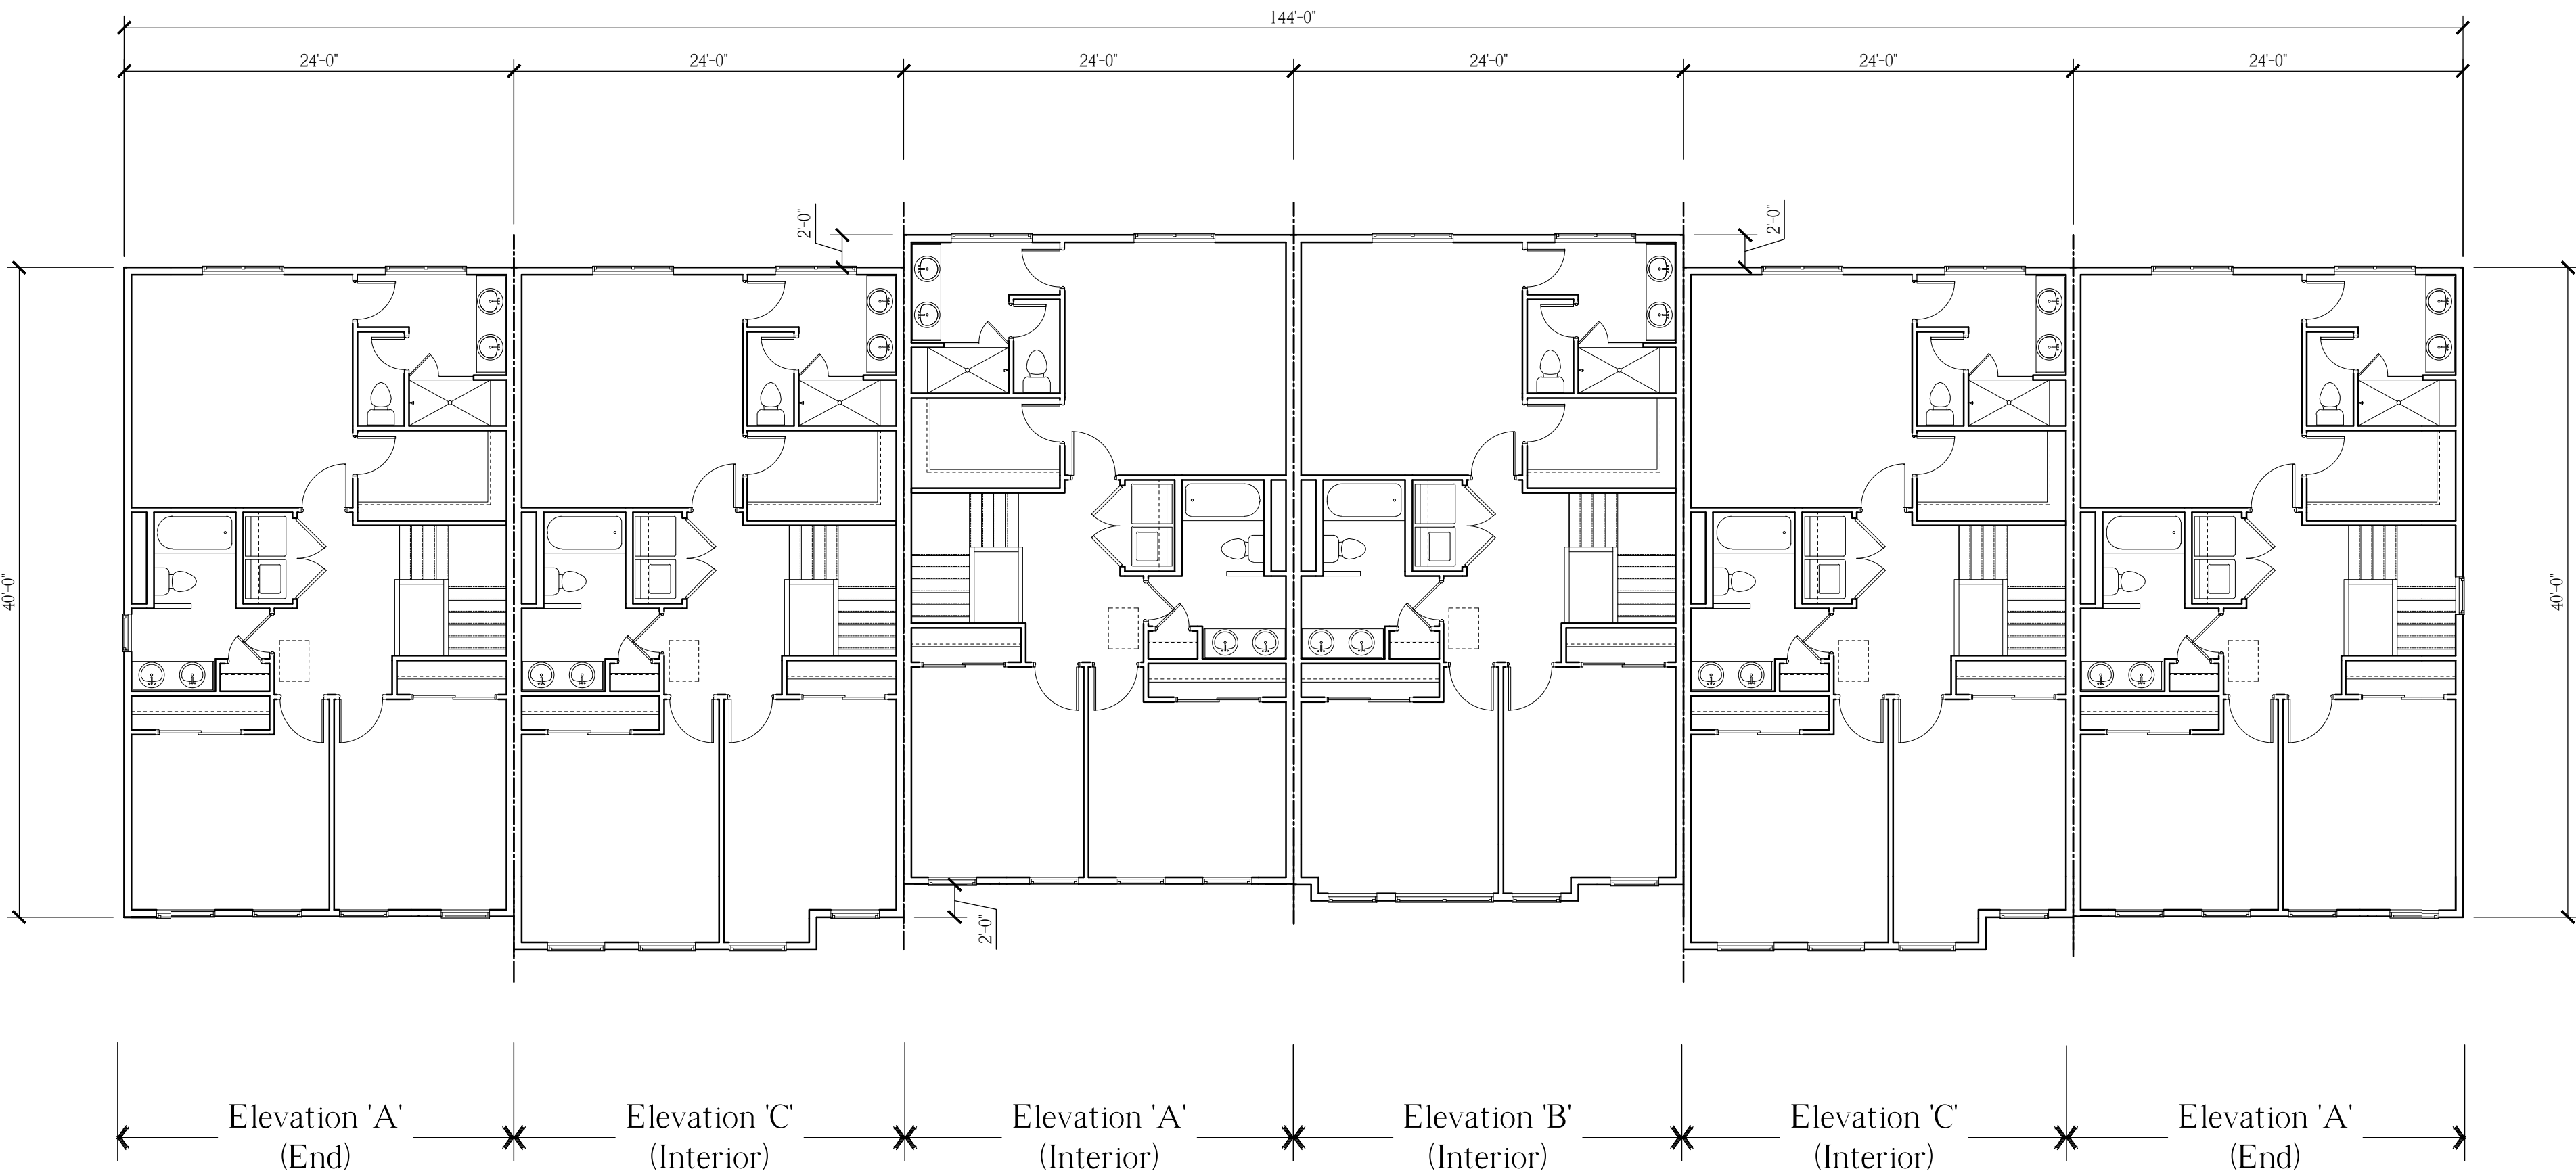 144'-0"
24'-0"
24'-0"
24'-0"
24'-0"
24'-0"
24'-0"
2'-0"
2'-0"
40'-0"
40'-0"
2'-0"
Elevation 'A'
(End)
Elevation 'C'
(Interior)
Elevation 'A'
(Interior)
Elevation 'B'
(Interior)
Elevation 'C'
(Interior)
Elevation 'A'
(End)